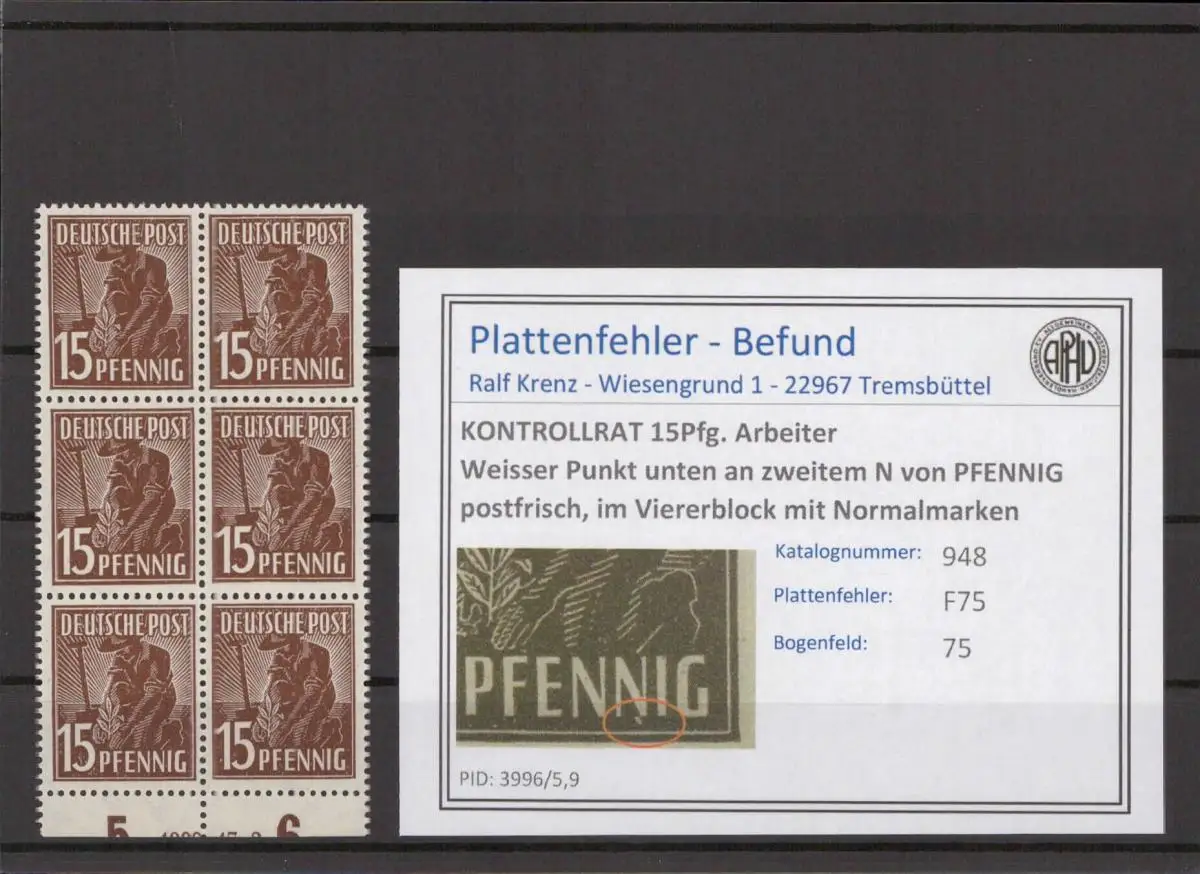 DEUTSCHE POST DEUTSCHE POST
15 PFENNIG 15 PFENNIG
DEUTSCHE POST DEUTSCHE POST
15 PFENNIG 15 PFENNIG
DEUTSCHE POST DEUTSCHE POST
15 PFENNIG 15 PFENNIG
5 6
Plattenfehler - Befund
Ralf Krenz - Wiesengrund 1 - 22967 Tremsbüttel
APHV
KONTROLLRAT 15Pfg. Arbeiter
Weisser Punkt unten an zweitem N von PFENNIG
postfrisch, im Viererblock mit Normalmarken
PFENNIG
Katalognummer: 948
Plattenfehler: F75
Bogenfeld: 75
PID: 3996/5,9